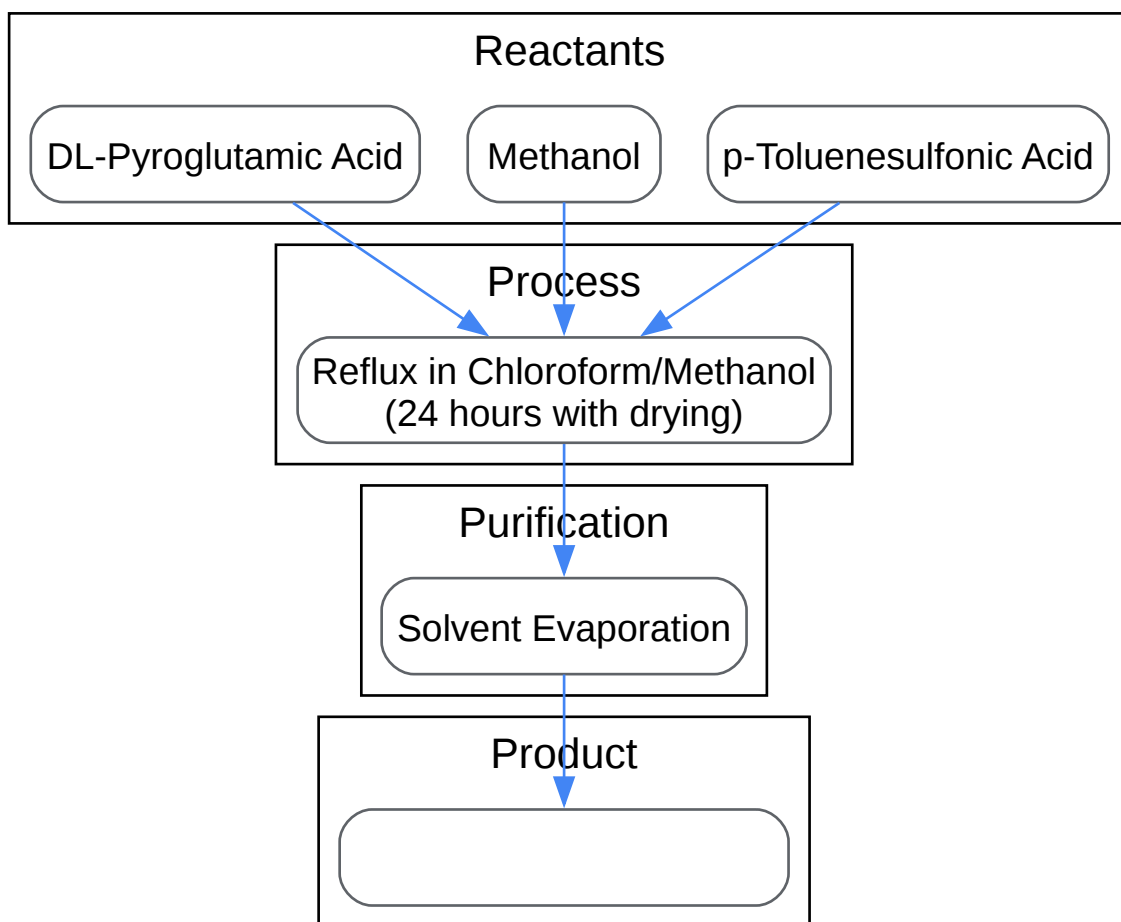 Reactants
DL-Pyroglutamic Acid
Methanol
p-Toluenesulfonic Acid
Process
Reflux in Chloroform/Methanol
(24 hours with drying)
Purification
Solvent Evaporation
Product